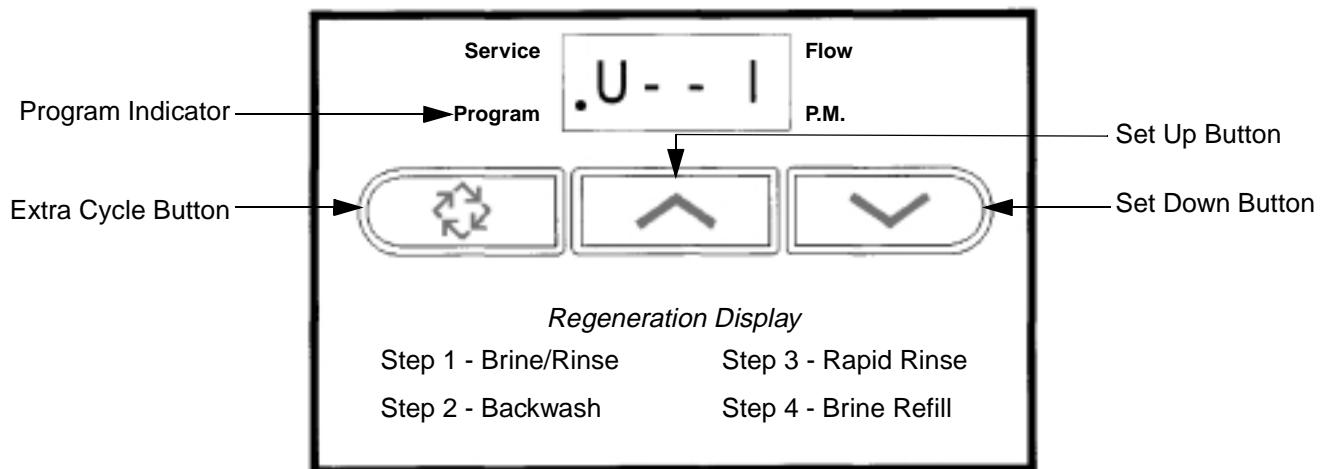 Service Flow
.U- - 1
Program Indicator Program P.M.
Set Up Button
Extra Cycle Button Set Down Button
Regeneration Display
Step 1 - Brine/Rinse Step 3 - Rapid Rinse
Step 2 - Backwash Step 4 - Brine Refill